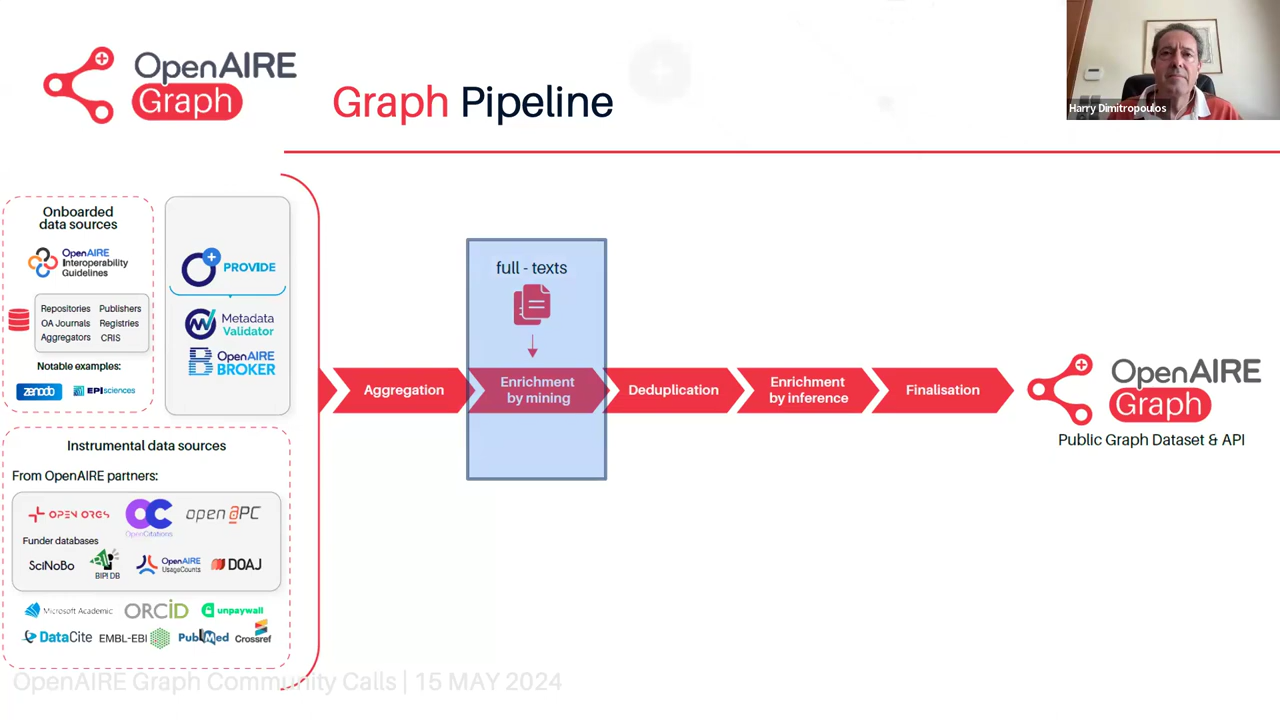 OpenAIRE
Graph
Graph Pipeline
Harry Dimitropoulos
Onboarded
data sources
OpenAIRE
Interoperability
Guidelines
Repositories Publishers
OA Journals Registries
Aggregators CRIS
Notable examples:
zenodo
EPIsciences
PROVIDE
Metadata
Validator
OpenAIRE
BROKER
Instrumental data sources
From OpenAIRE partners:
OPEN ORGS
OpenCitations
openAPC
Funder databases
SciNoBo
BIP! DB
OpenAIRE
UsageCounts
DOAJ
Microsoft Academic
ORCID
unpaywall
DataCite
EMBL-EBI
PubMed
Crossref
full - texts
Aggregation
Enrichment
by mining
Deduplication
Enrichment
by inference
Finalisation
OpenAIRE
Graph
Public Graph Dataset & API
OpenAIRE Graph Community Calls | 15 MAY 2024